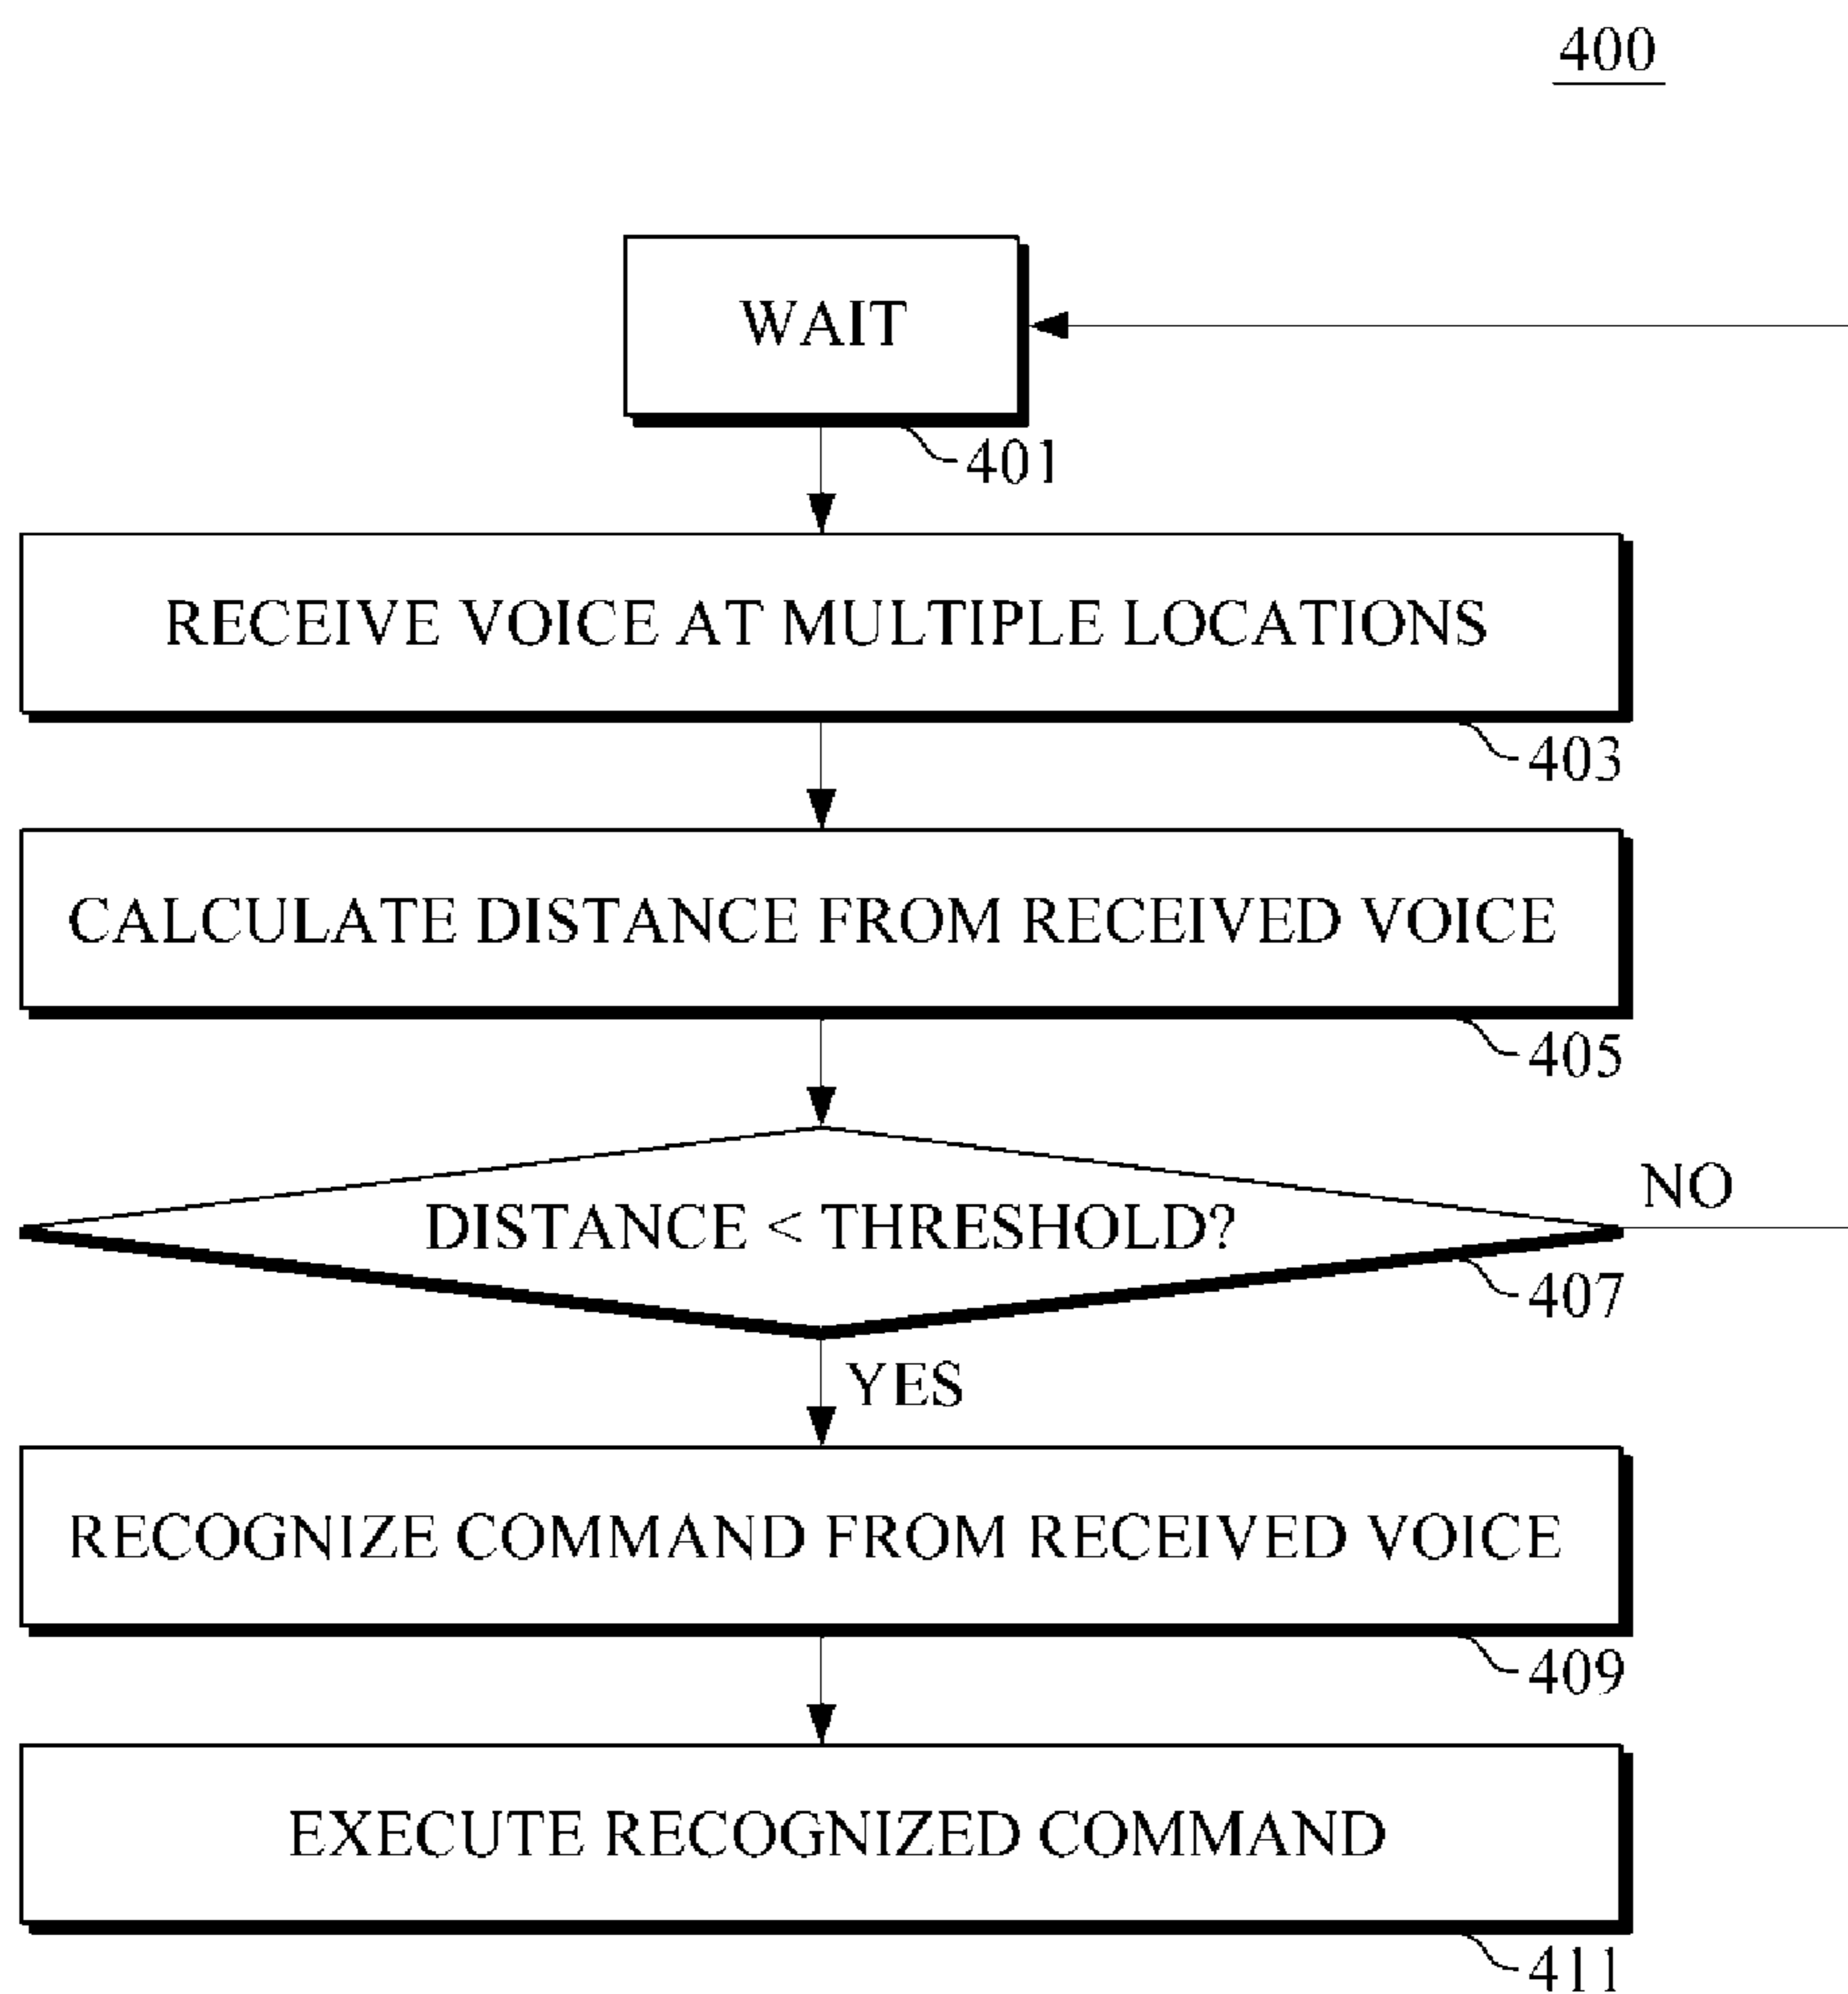 400
WAIT
401
RECEIVE VOICE AT MULTIPLE LOCATIONS
403
CALCULATE DISTANCE FROM RECEIVED VOICE
405
DISTANCE < THRESHOLD?
NO
407
YES
RECOGNIZE COMMAND FROM RECEIVED VOICE
409
EXECUTE RECOGNIZED COMMAND
411